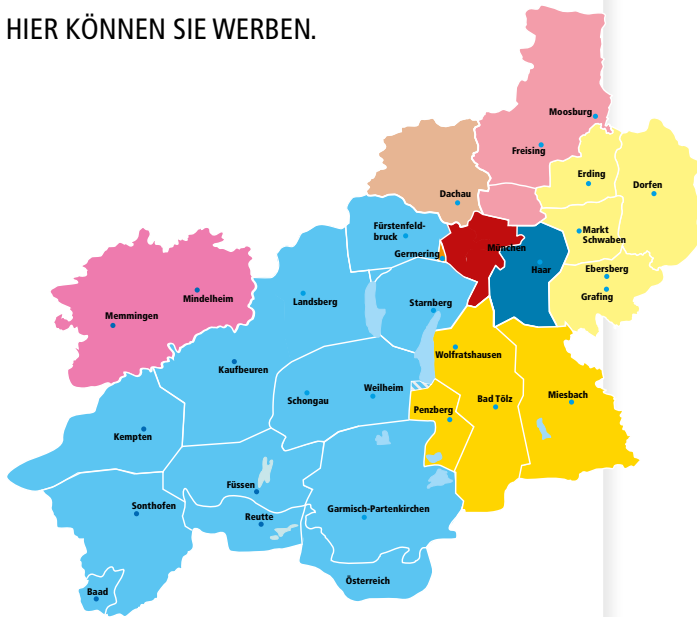 HIER KÖNNEN SIE WERBEN.
Moosburg
Freising
Erding
Dorfen
Dachau
Fürstenfeld-
bruck
Germering
München
Markt
Schwaben
Haar
Ebersberg
Grafing
Mindelheim
Memmingen
Landsberg
Starnberg
Wolfratshausen
Kaufbeuren
Schongau
Weilheim
Penzberg
Bad Tölz
Miesbach
Kempten
Füssen
Sonthofen
Reutte
Garmisch-Partenkirchen
Österreich
Baad